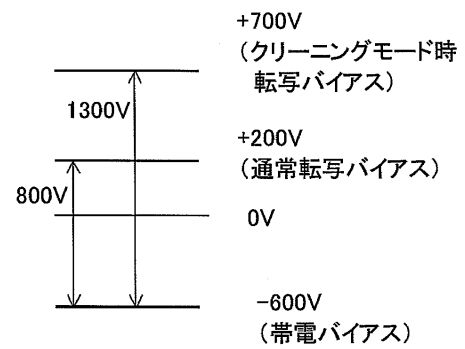 +700V
(クリーニングモード時
転写バイアス)
1300V
+200V
(通常転写バイアス)
800V
0V
-600V
(帯電バイアス)